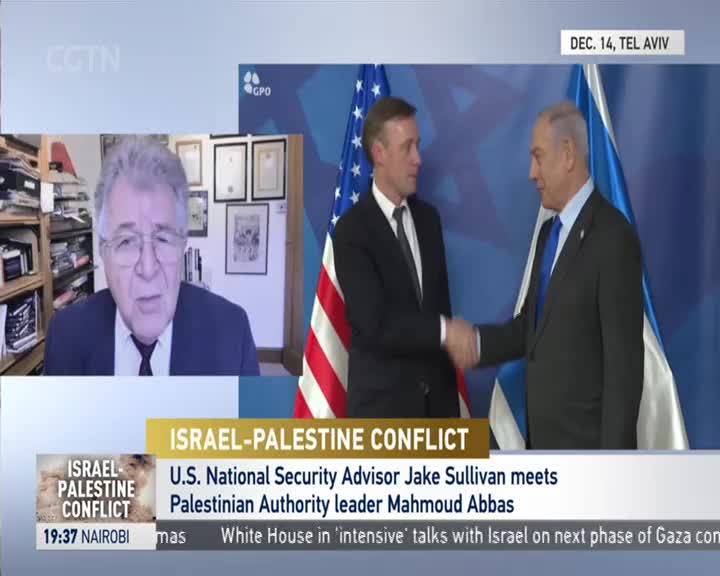 CGTN
DEC. 14, TEL AVIV
GPO
ISRAEL-PALESTINE CONFLICT
U.S. National Security Advisor Jake Sullivan meets
Palestinian Authority leader Mahmoud Abbas
ISRAEL-
PALESTINE
CONFLICT
19:37 NAIROBI
mas White House in 'intensive' talks with Israel on next phase of Gaza con